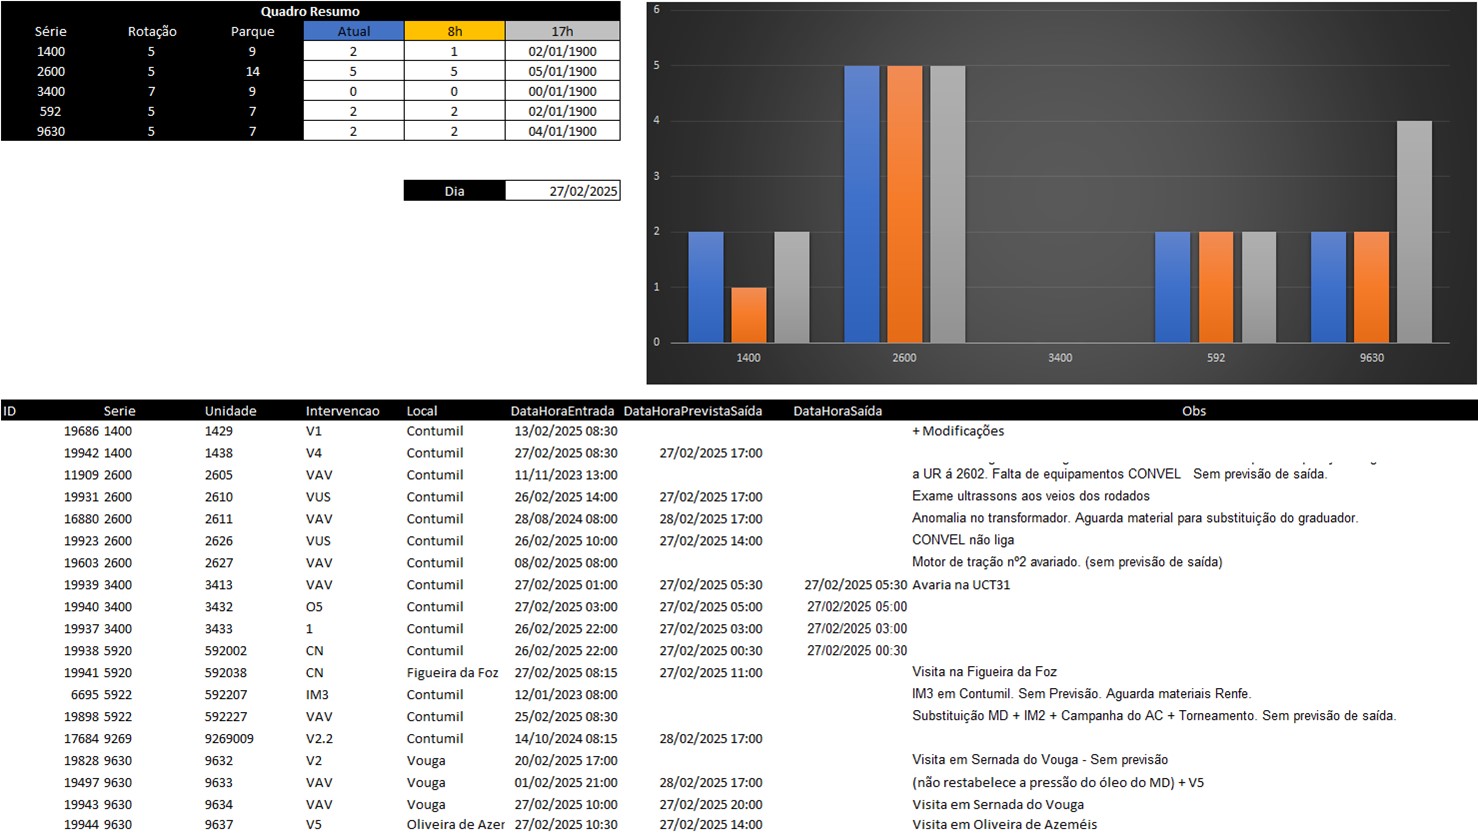 Quadro Resumo
Série Rotação Parque Atual 8h 17h
1400 5 9 2 1 02/01/1900
2600 5 14 5 5 05/01/1900
3400 7 9 0 0 00/01/1900
592 5 7 2 2 02/01/1900
9630 5 7 2 2 04/01/1900
Dia 27/02/2025
6
5
4
3
2
1
0
1400 2600 3400 592 9630
ID Serie Unidade Intervencao Local DataHoraEntrada DataHoraPrevistaSaída DataHoraSaída Obs
19686 1400 1429 V1 Contumil 13/02/2025 08:30 + Modificações
19942 1400 1438 V4 Contumil 27/02/2025 08:30 27/02/2025 17:00
11909 2600 2605 VAV Contumil 11/11/2023 13:00 a UR á 2602. Falta de equipamentos CONVEL Sem previsão de saída.
19931 2600 2610 VUS Contumil 26/02/2025 14:00 27/02/2025 17:00 Exame ultrassons aos veios dos rodados
16880 2600 2611 VAV Contumil 28/08/2024 08:00 28/02/2025 17:00 Anomalia no transformador. Aguarda material para substituição do graduador.
19923 2600 2626 VUS Contumil 26/02/2025 10:00 27/02/2025 14:00 CONVEL não liga
19603 2600 2627 VAV Contumil 08/02/2025 08:00 Motor de tração nº2 avariado. (sem previsão de saída)
19939 3400 3413 VAV Contumil 27/02/2025 01:00 27/02/2025 05:30 27/02/2025 05:30 Avaria na UCT31
19940 3400 3432 O5 Contumil 27/02/2025 03:00 27/02/2025 05:00 27/02/2025 05:00
19937 3400 3433 1 Contumil 26/02/2025 22:00 27/02/2025 03:00 27/02/2025 03:00
19938 5920 592002 CN Contumil 26/02/2025 22:00 27/02/2025 00:30 27/02/2025 00:30
19941 5920 592038 CN Figueira da Foz 27/02/2025 08:15 27/02/2025 11:00 Visita na Figueira da Foz
6695 5922 592207 IM3 Contumil 12/01/2023 08:00 IM3 em Contumil. Sem Previsão. Aguarda materiais Renfe.
19898 5922 592227 VAV Contumil 25/02/2025 08:30 Substituição MD + IM2 + Campanha do AC + Torneamento. Sem previsão de saída.
17684 9269 9269009 V2.2 Contumil 14/10/2024 08:15 28/02/2025 17:00
19828 9630 9632 V2 Vouga 20/02/2025 17:00 Visita em Sernada do Vouga - Sem previsão
19497 9630 9633 VAV Vouga 01/02/2025 21:00 28/02/2025 17:00 (não restabelece a pressão do óleo do MD) + V5
19943 9630 9634 VAV Vouga 27/02/2025 10:00 27/02/2025 20:00 Visita em Sernada do Vouga
19944 9630 9637 V5 Oliveira de Azer 27/02/2025 10:30 27/02/2025 14:00 Visita em Oliveira de Azeméis